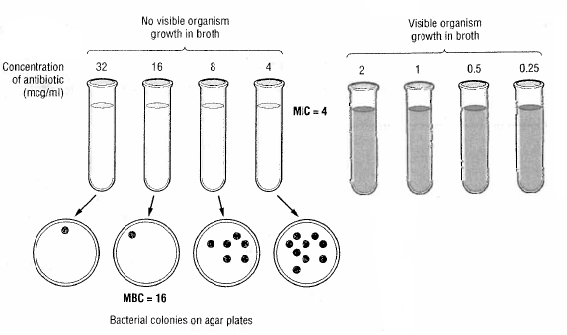 No visible organism
growth in broth
Visible organism
growth in broth
Concentration
of antibiotic
(mcg/ml)
32 16 8 4
2 1 0.5 0.25
MIC = 4
MBC = 16
Bacterial colonies on agar plates